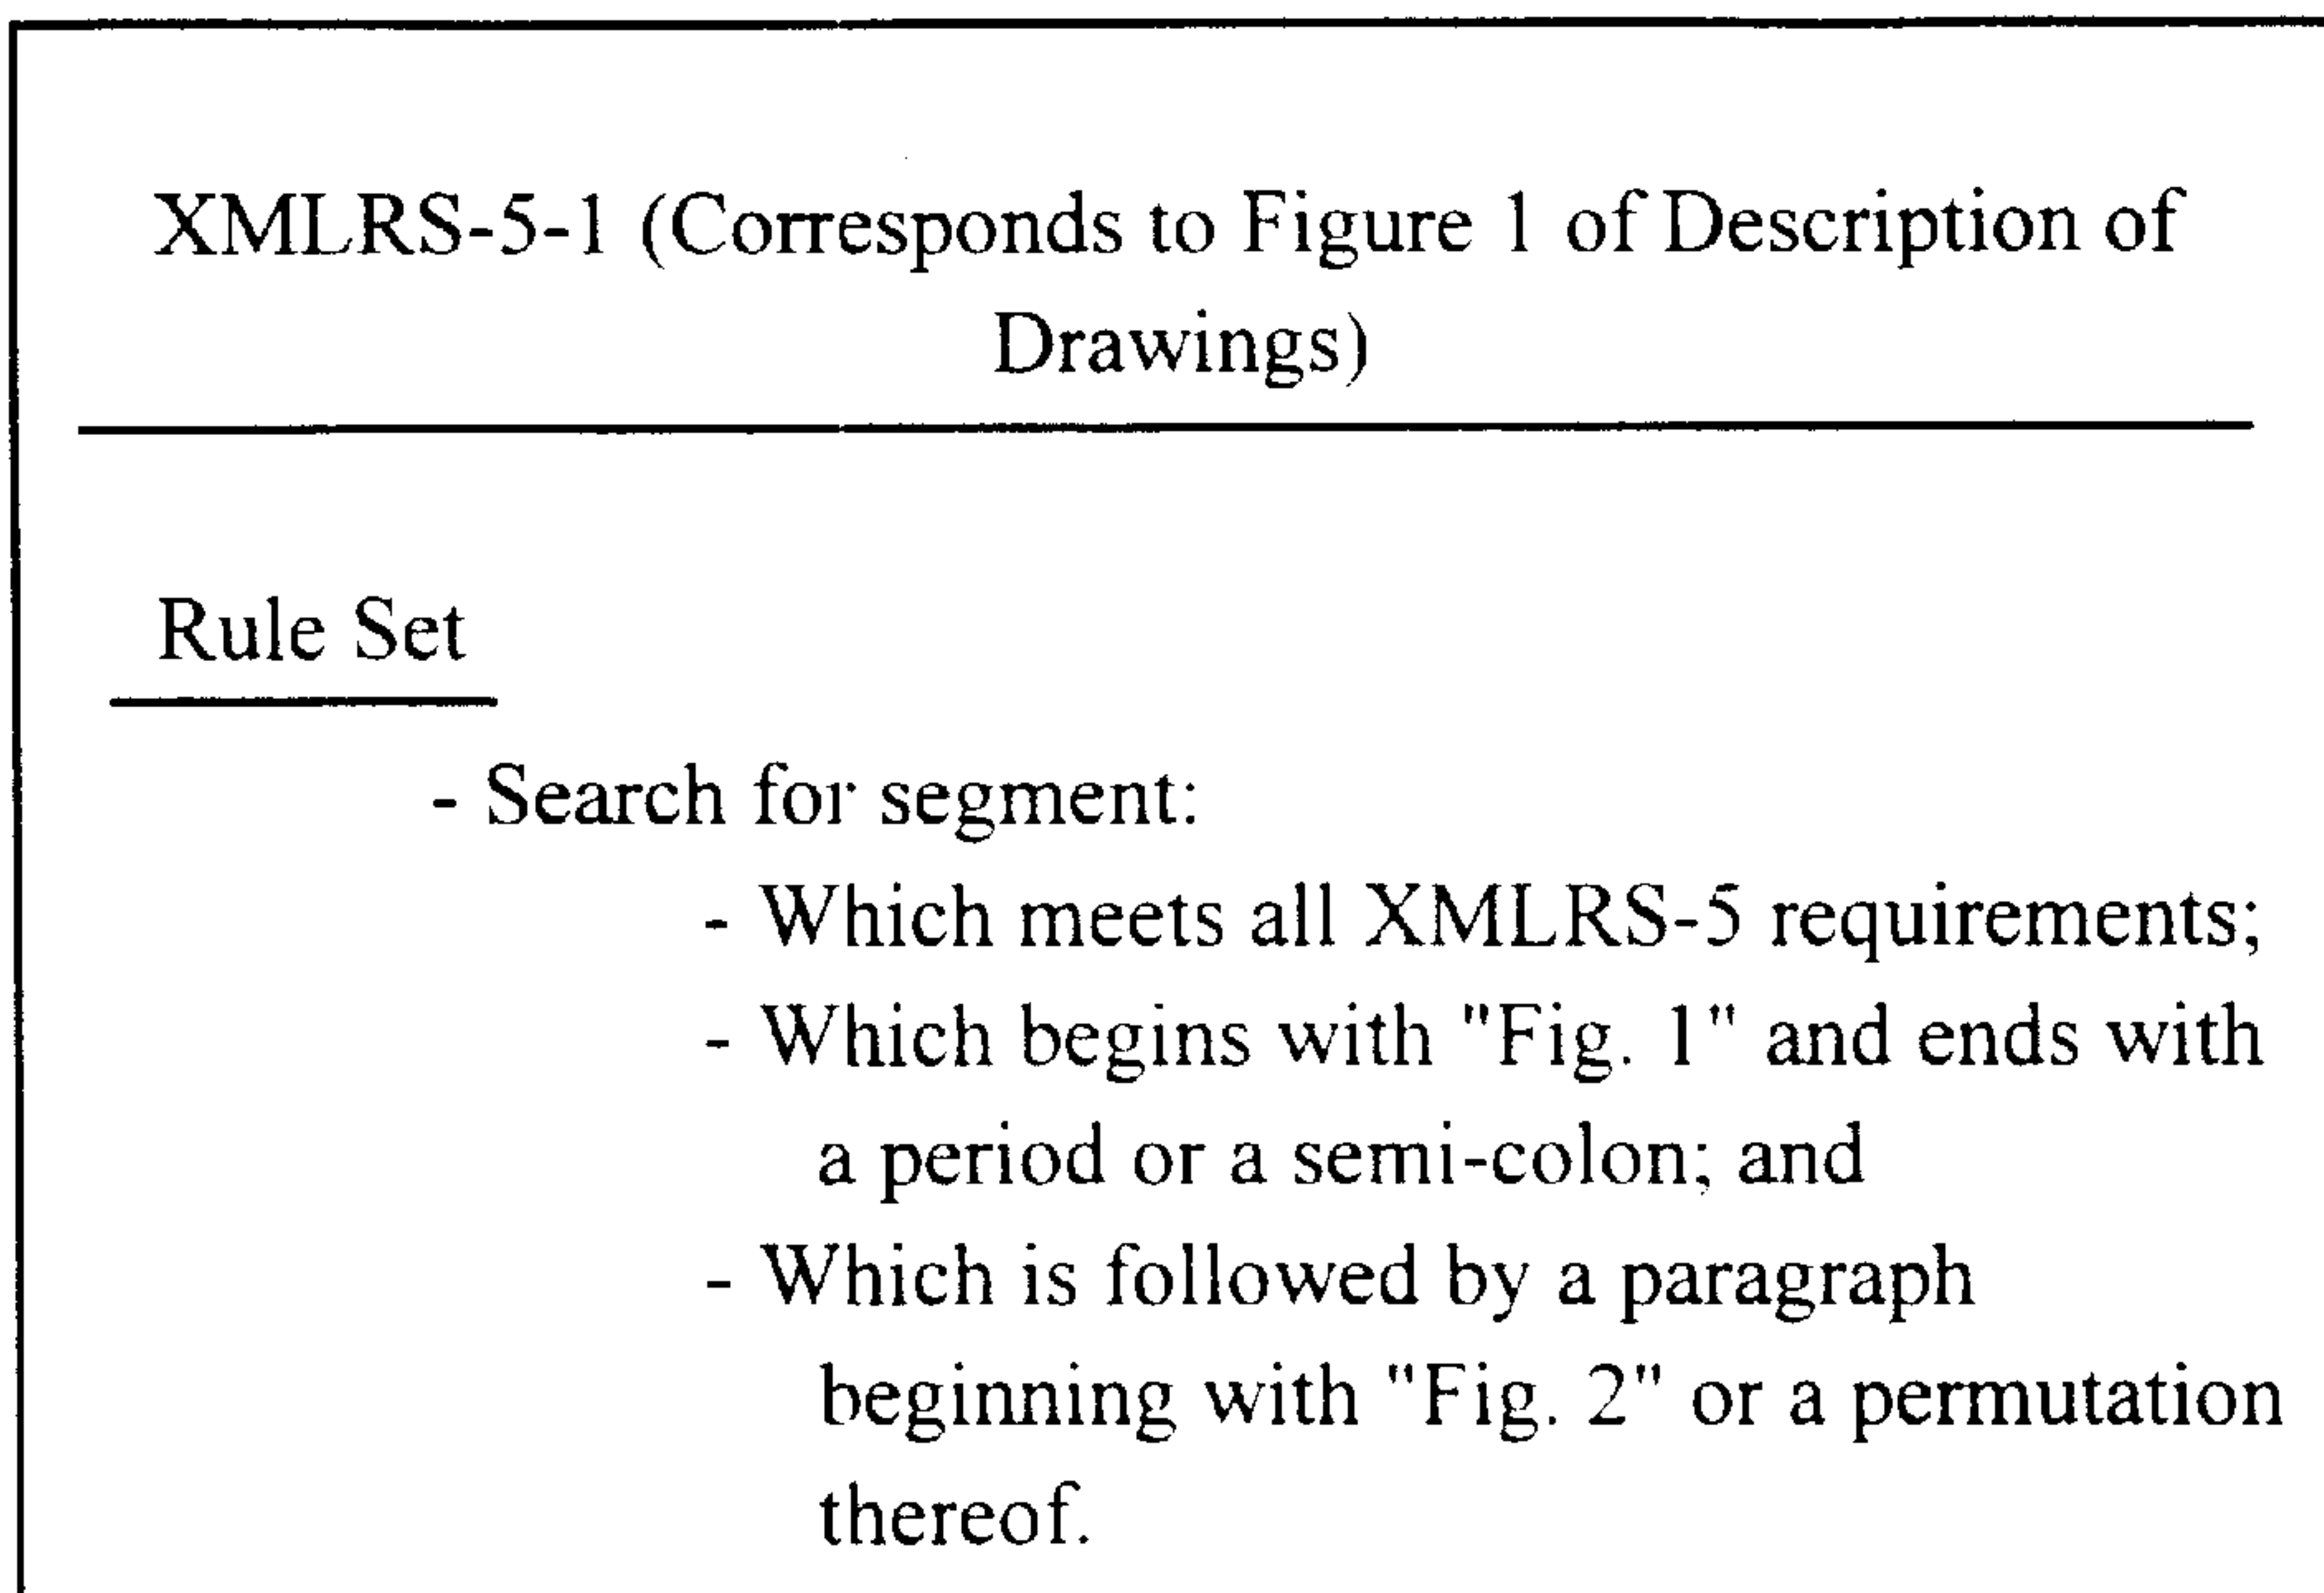 XMLRS-5-1 (Corresponds to Figure 1 of Description of
Drawings)
Rule Set
- Search for segment:
- Which meets all XMLRS-5 requirements;
- Which begins with "Fig. 1" and ends with
a period or a semi-colon; and
- Which is followed by a paragraph
beginning with "Fig. 2" or a permutation
thereof.